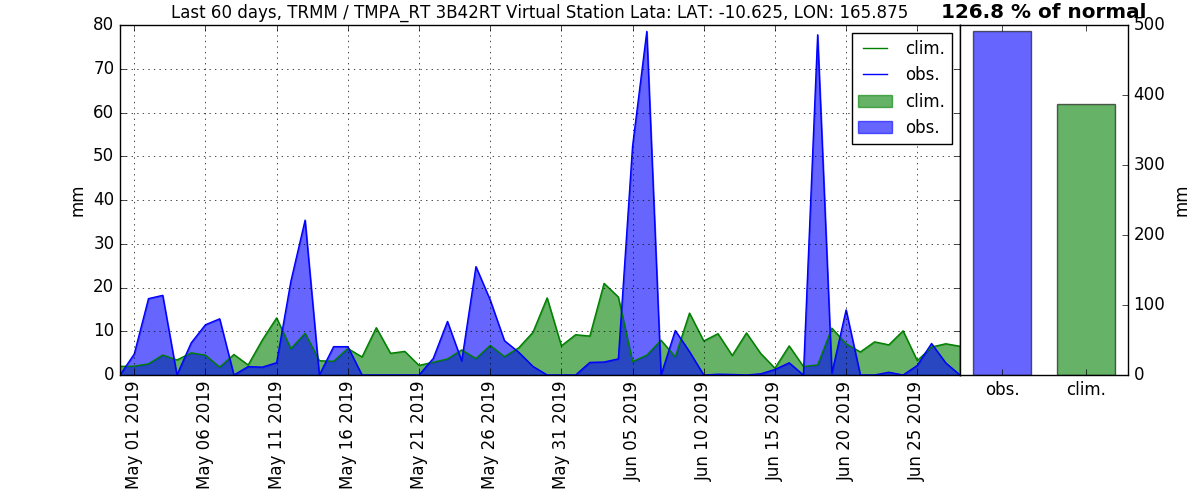 Last 60 days, TRMM / TMPA_RT 3B42RT Virtual Station Lata: LAT: -10.625, LON: 165.875
126.8 % of normal
80
70
60
50
40
30
20
10
0
mm
clim.
obs.
clim.
obs.
May 01 2019
May 06 2019
May 11 2019
May 16 2019
May 21 2019
May 26 2019
May 31 2019
Jun 05 2019
Jun 10 2019
Jun 15 2019
Jun 20 2019
Jun 25 2019
500
400
300
200
100
0
mm
obs.
clim.